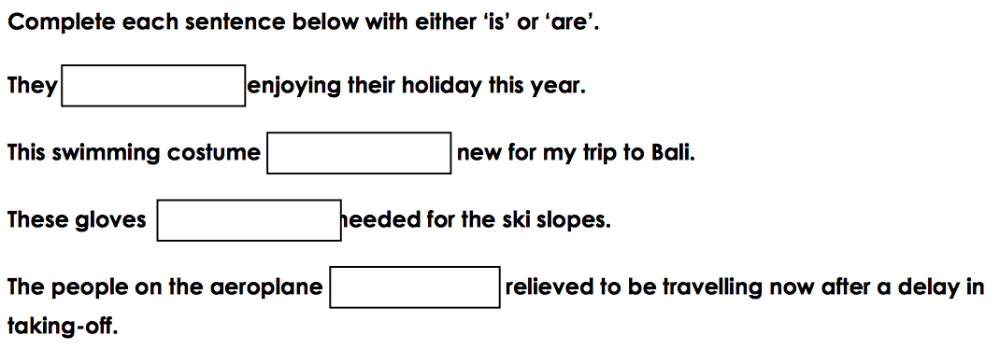 Complete each sentence below with either ‘is’ or ‘are’.
They enjoying their holiday this year.
This swimming costume new for my trip to Bali.
These gloves needed for the ski slopes.
The people on the aeroplane relieved to be travelling now after a delay in
taking-off.